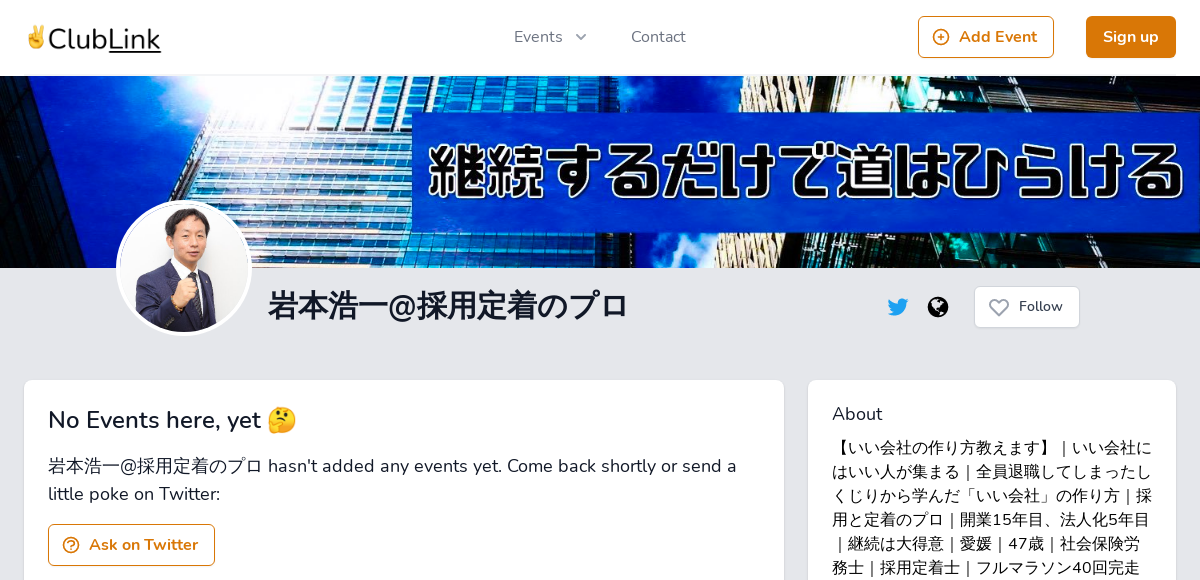 ClubLink
Events
Contact
Add Event
Sign up
継続するだけで道はひらける
岩本浩一@採用定着のプロ
Follow
No Events here, yet 🤔
岩本浩一@採用定着のプロ hasn't added any events yet. Come back shortly or send a
little poke on Twitter:
Ask on Twitter
About
【いい会社の作り方教えます】｜いい会社に
はいい人が集まる｜全員退職してしまったし
くじりから学んだ「いい会社」の作り方｜採
用と定着のプロ｜開業15年目、法人化5年目
｜継続は大得意｜愛媛｜47歳｜社会保険労
務士｜採用定着士｜フルマラソン40回完走